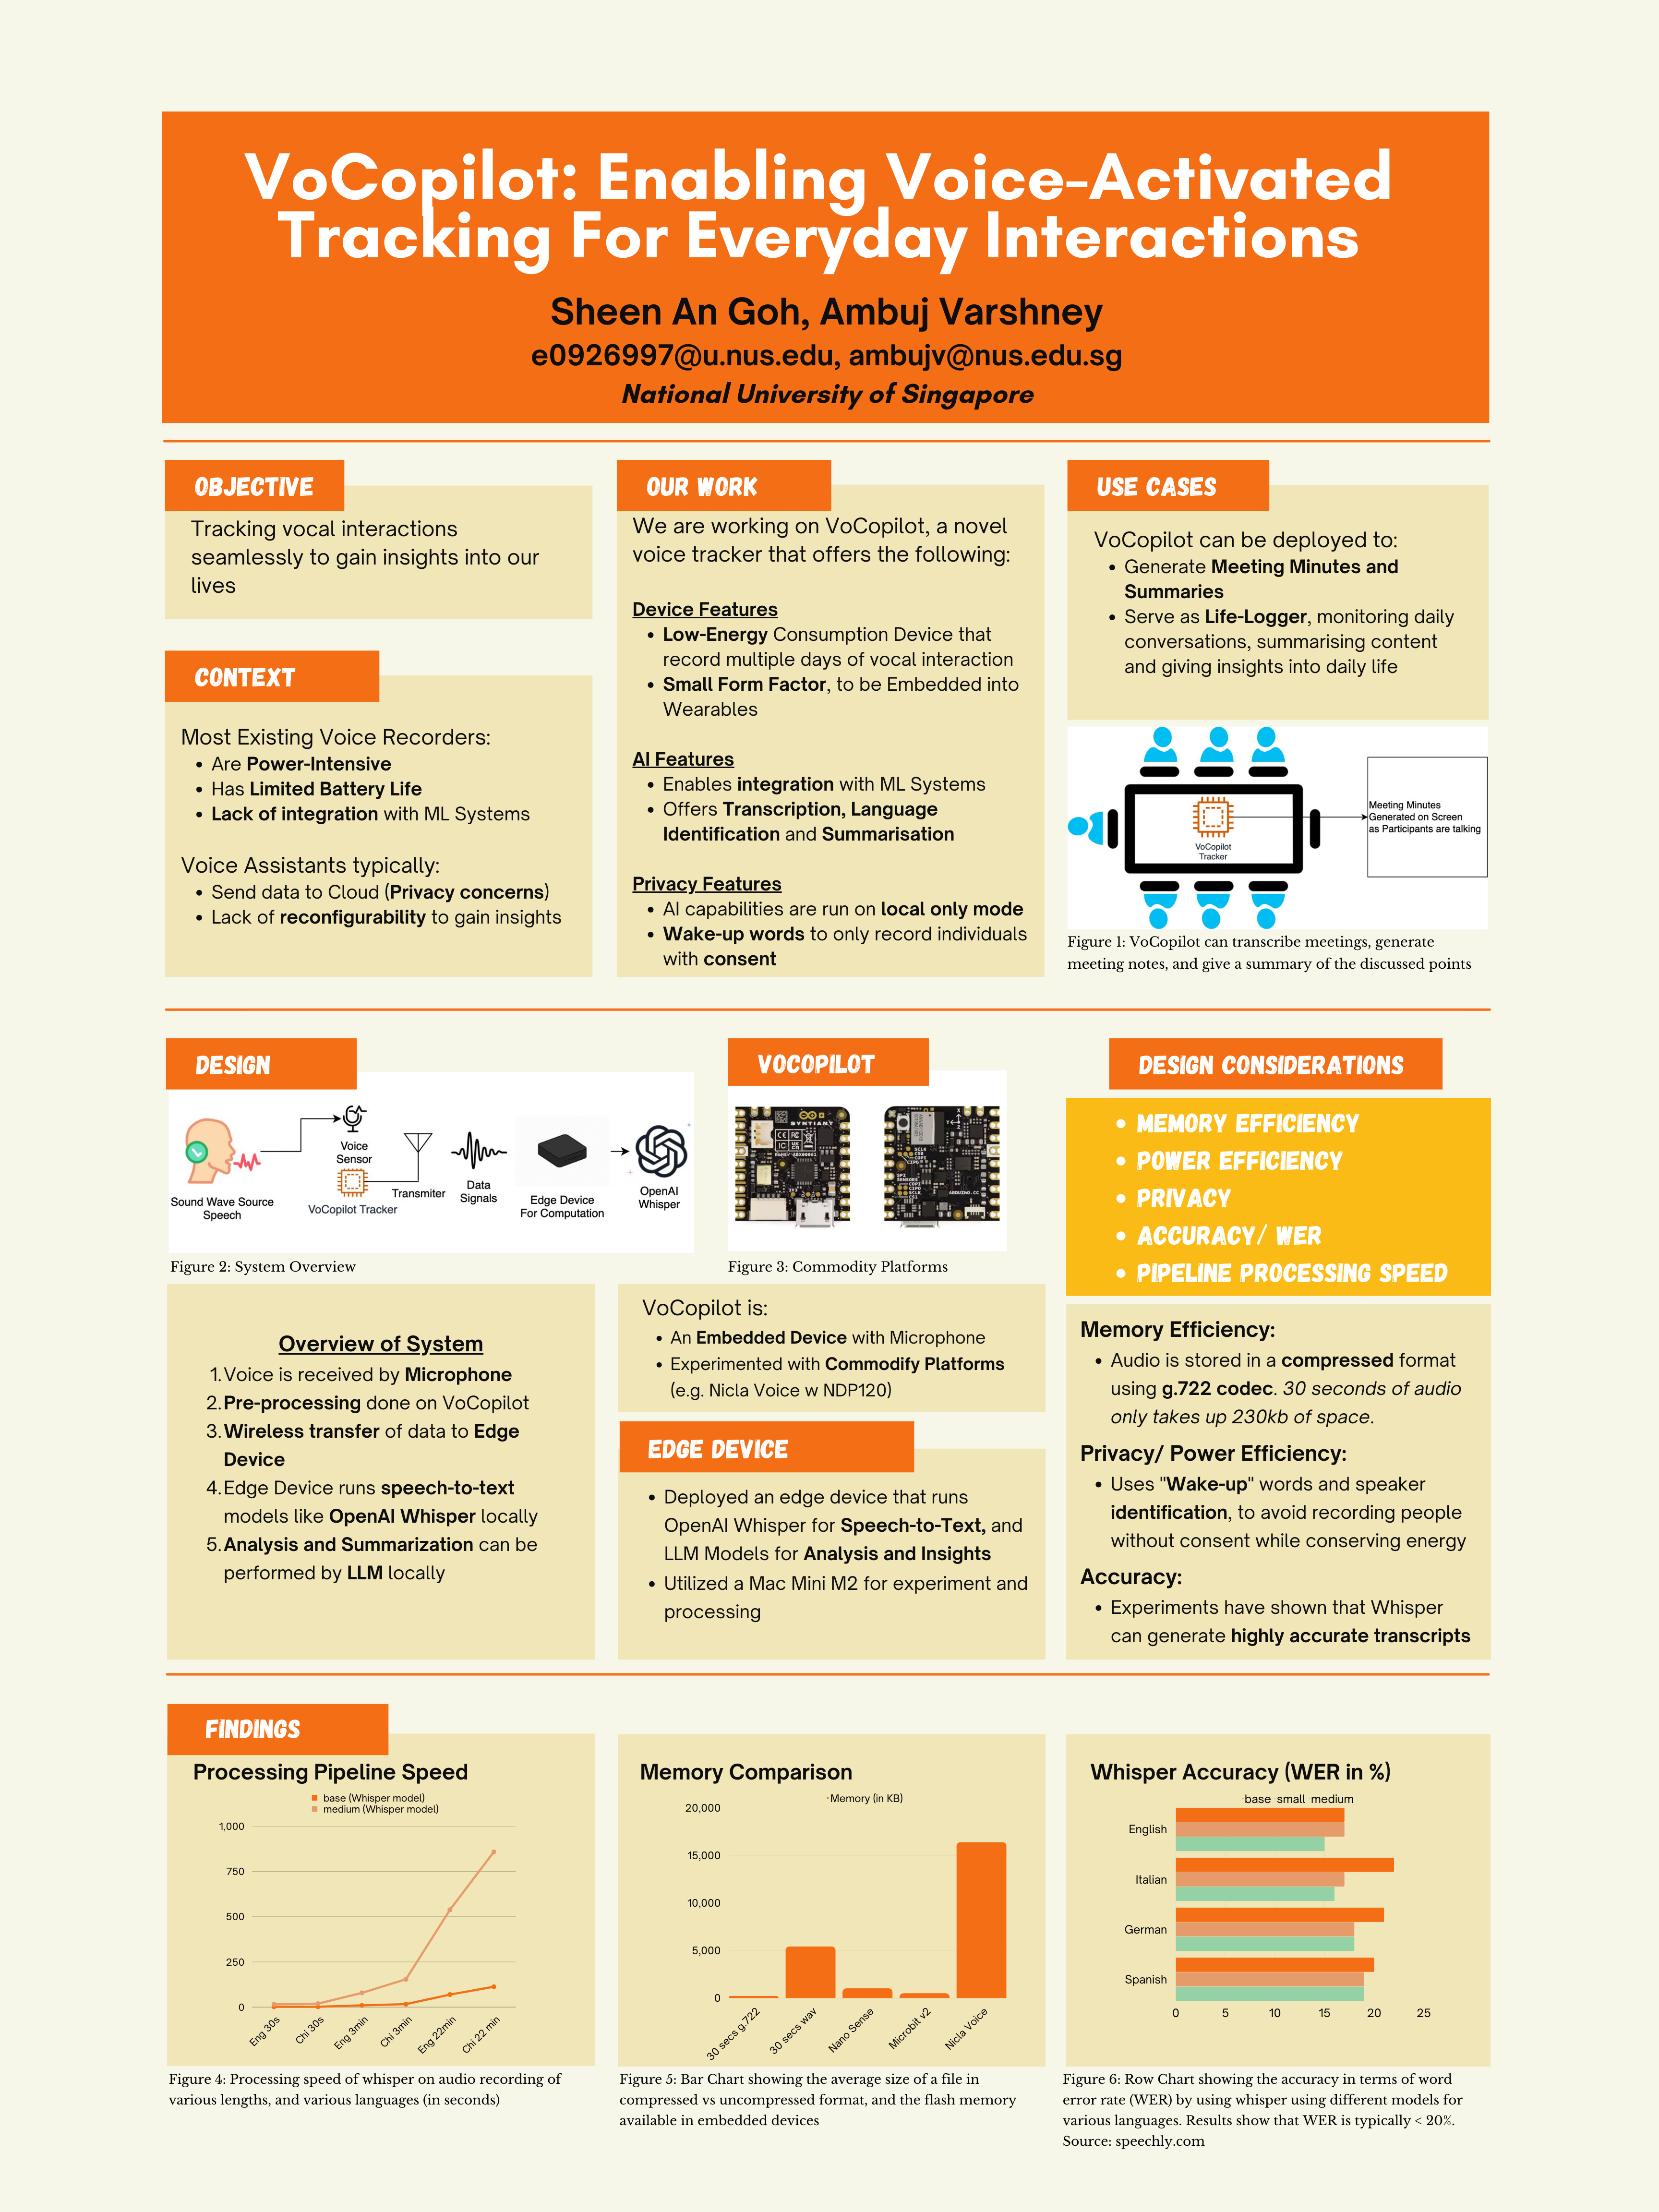 VoCopilot: Enabling Voice-Activated
Tracking For Everyday Interactions
Sheen An Goh, Ambuj Varshney
e0926997@u.nus.edu, ambujv@nus.edu.sg
National University of Singapore
OBJECTIVE
Tracking vocal interactions
seamlessly to gain insights into our
lives
CONTEXT
Most Existing Voice Recorders:
• Are Power-Intensive
• Has Limited Battery Life
• Lack of integration with ML Systems
Voice Assistants typically:
• Send data to Cloud (Privacy concerns)
• Lack of reconfigurability to gain insights
OUR WORK
We are working on VoCopilot, a novel
voice tracker that offers the following:
Device Features
• Low-Energy Consumption Device that
record multiple days of vocal interaction
• Small Form Factor, to be Embedded into
Wearables
AI Features
• Enables integration with ML Systems
• Offers Transcription, Language
Identification and Summarisation
Privacy Features
• AI capabilities are run on local only mode
• Wake-up words to only record individuals
with consent
USE CASES
VoCopilot can be deployed to:
• Generate Meeting Minutes and
Summaries
• Serve as Life-Logger, monitoring daily
conversations, summarising content
and giving insights into daily life
VoCopilot
Tracker
Meeting Minutes
Generated on Screen
as Participants are talking
Figure 1: VoCopilot can transcribe meetings, generate
meeting notes, and give a summary of the discussed points
DESIGN
Sound Wave Source
Speech
Voice
Sensor
VoCopilot Tracker
Transmiter
Data
Signals
Edge Device
For Computation
OpenAI
Whisper
Figure 2: System Overview
Overview of System
1. Voice is received by Microphone
2. Pre-processing done on VoCopilot
3. Wireless transfer of data to Edge
Device
4. Edge Device runs speech-to-text
models like OpenAI Whisper locally
5. Analysis and Summarization can be
performed by LLM locally
VOCOPILOT
SYNTIANT
ARDUINO.CC
Figure 3: Commodity Platforms
VoCopilot is:
• An Embedded Device with Microphone
• Experimented with Commodify Platforms
(e.g. Nicla Voice w NDP120)
EDGE DEVICE
• Deployed an edge device that runs
OpenAI Whisper for Speech-to-Text, and
LLM Models for Analysis and Insights
• Utilized a Mac Mini M2 for experiment and
processing
DESIGN CONSIDERATIONS
• MEMORY EFFICIENCY
• POWER EFFICIENCY
• PRIVACY
• ACCURACY/ WER
• PIPELINE PROCESSING SPEED
Memory Efficiency:
• Audio is stored in a compressed format
using g.722 codec. 30 seconds of audio
only takes up 230kb of space.
Privacy/ Power Efficiency:
• Uses "Wake-up" words and speaker
identification, to avoid recording people
without consent while conserving energy
Accuracy:
• Experiments have shown that Whisper
can generate highly accurate transcripts
FINDINGS
Processing Pipeline Speed
base (Whisper model)
medium (Whisper model)
1,000
750
500
250
0
Eng 30s
Chi 30s
Eng 3min
Chi 3min
Eng 22min
Chi 22 min
Figure 4: Processing speed of whisper on audio recording of
various lengths, and various languages (in seconds)
Memory Comparison
Memory (in KB)
20,000
15,000
10,000
5,000
0
30 secs g.722
30 secs wav
Nano Sense
Microbit v2
Nicla Voice
Figure 5: Bar Chart showing the average size of a file in
compressed vs uncompressed format, and the flash memory
available in embedded devices
Whisper Accuracy (WER in %)
base small medium
English
Italian
German
Spanish
0 5 10 15 20 25
Figure 6: Row Chart showing the accuracy in terms of word
error rate (WER) by using whisper using different models for
various languages. Results show that WER is typically < 20%.
Source: speechly.com